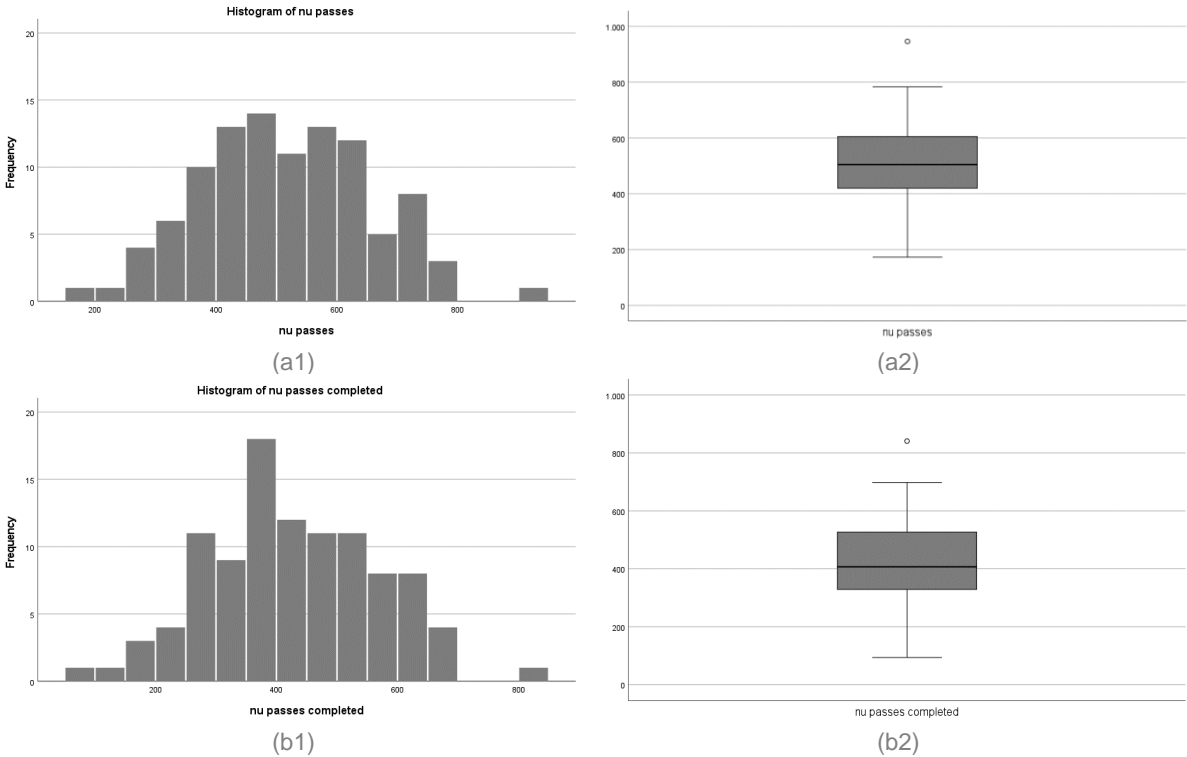 Histogram of nu passes
20
15
10
5
0
Frequency
200 400 600 800
nu passes
(a1)
1.000
800
600
400
200
0
nu passes
(a2)
Histogram of nu passes completed
20
15
10
5
0
Frequency
200 400 600 800
nu passes completed
(b1)
1.000
800
600
400
200
0
nu passes completed
(b2)